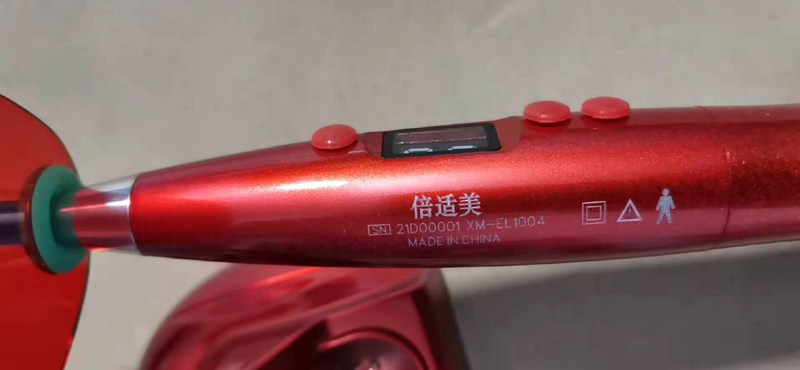 倍适美
SN 21D00001 XM-EL1004
MADE IN CHINA